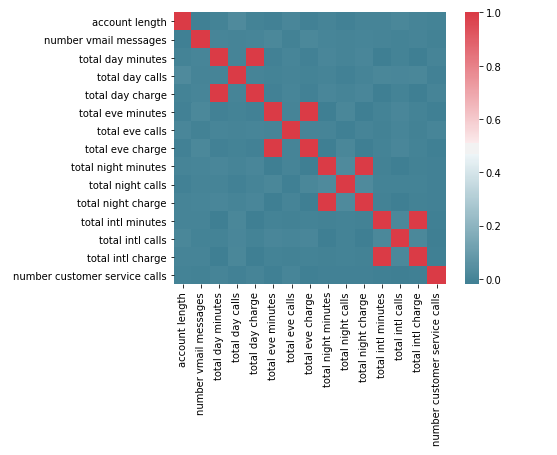 account length
number vmail messages
total day minutes
total day calls
total day charge
total eve minutes
total eve calls
total eve charge
total night minutes
total night calls
total night charge
total intl minutes
total intl calls
total intl charge
number customer service calls
account length
number vmail messages
total day minutes
total day calls
total day charge
total eve minutes
total eve calls
total eve charge
total night minutes
total night calls
total night charge
total intl minutes
total intl calls
total intl charge
number customer service calls
1.0
0.8
0.6
0.4
0.2
0.0